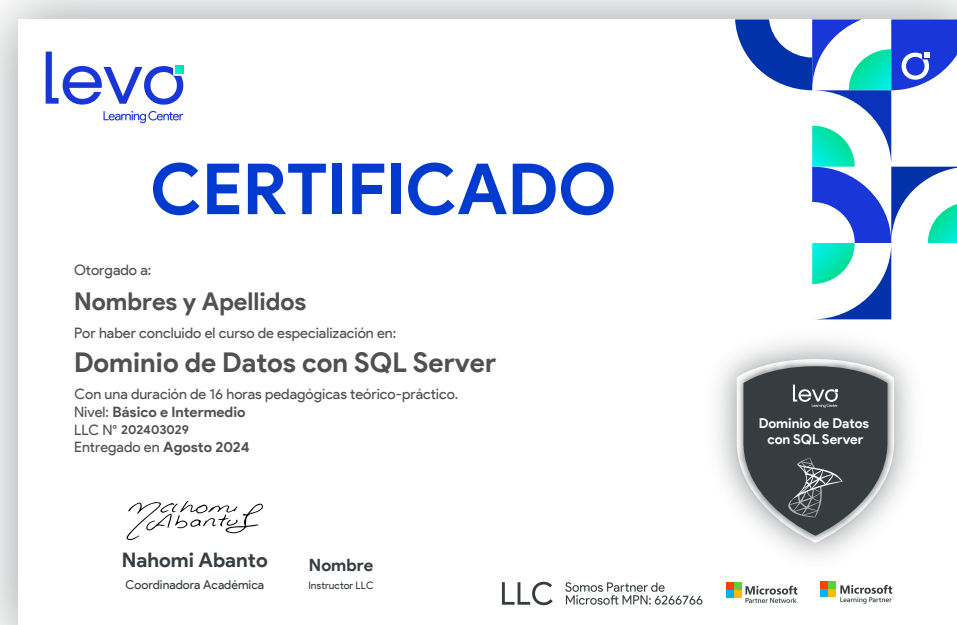 levo
Learning Center
CERTIFICADO
Otorgado a:
Nombres y Apellidos
Por haber concluido el curso de especialización en:
Dominio de Datos con SQL Server
Con una duración de 16 horas pedagógicas teórico-práctico.
Nivel: Básico e Intermedio
LLC N° 202403029
Entregado en Agosto 2024
levo
Learning Center
Dominio de Datos
con SQL Server
Nahomi
Abanto
Nahomi Abanto
Coordinadora Académica
Nombre
Instructor LLC
LLC
Somos Partner de
Microsoft MPN: 6266766
Microsoft
Partner Network
Microsoft
Learning Partner